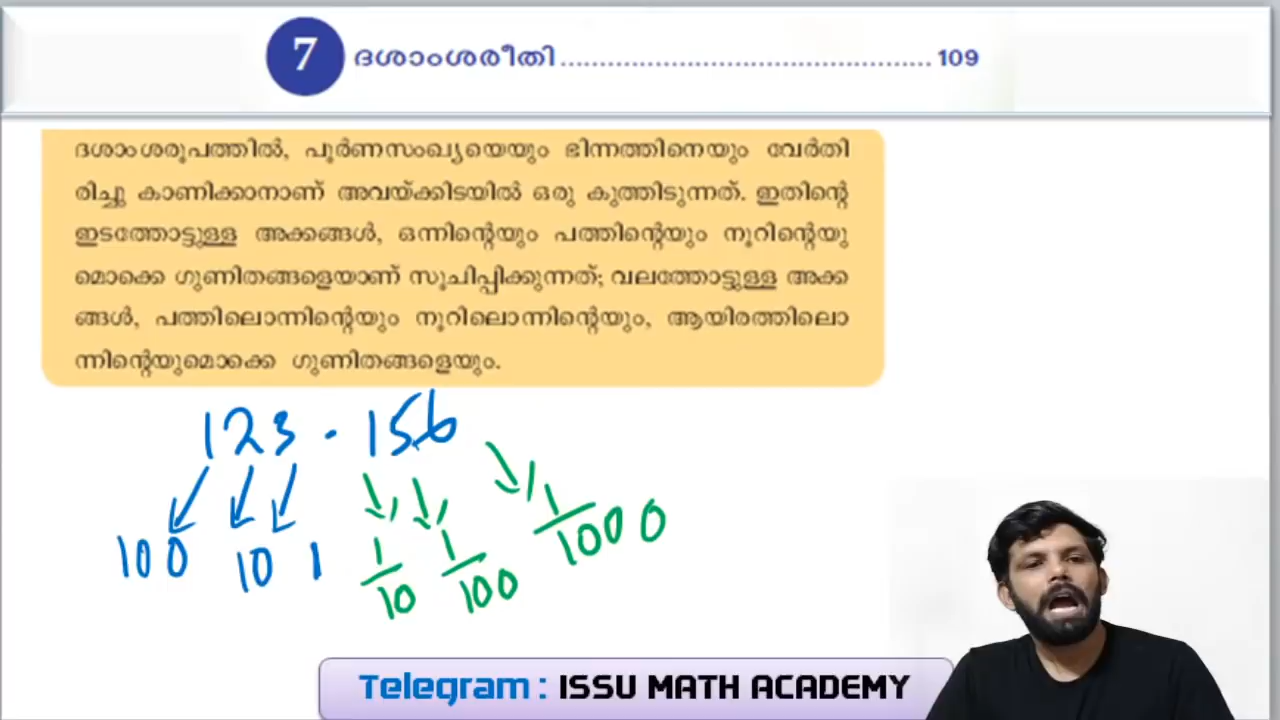 7 ദശാംശരീതി ................................................ 109
ദശാംശരൂപത്തിൽ, പൂർണസംഖ്യയെയും ഭിന്നത്തിനെയും വേർതി
രിച്ചു കാണിക്കാനാണ് അവയ്ക്കിടയിൽ ഒരു കുത്തിടുന്നത്. ഇതിന്റെ
ഇടത്തോട്ടുള്ള അക്കങ്ങൾ, ഒന്നിന്റെയും പത്തിന്റെയും നൂറിന്റെയു
മൊക്കെ ഗുണിതങ്ങളെയാണ് സൂചിപ്പിക്കുന്നത്; വലത്തോട്ടുള്ള അക്ക
ങ്ങൾ, പത്തിലൊന്നിന്റെയും നൂറിലൊന്നിന്റെയും, ആയിരത്തിലൊ
ന്നിന്റെയുമൊക്കെ ഗുണിതങ്ങളെയും.
123 . 156
100 10 1 1/10 1/100 1/1000
Telegram : ISSU MATH ACADEMY